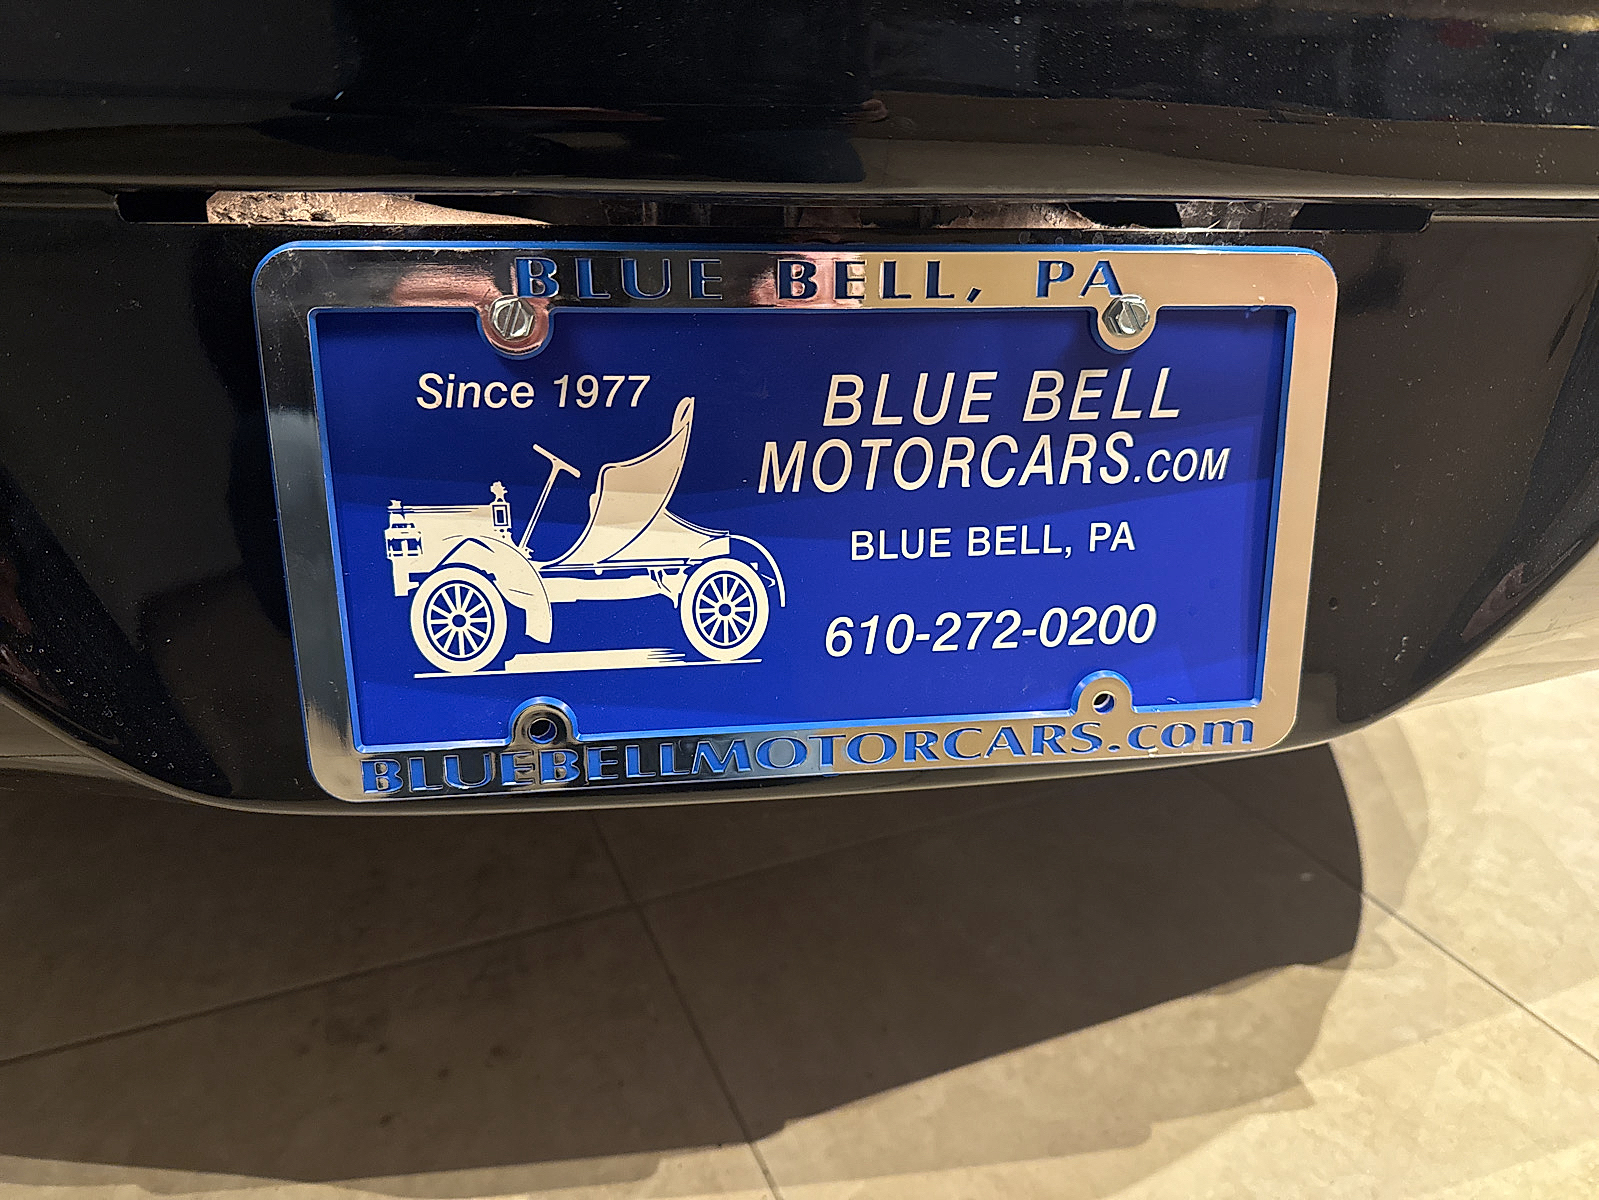 BLUE BELL, PA
Since 1977
BLUE BELL
MOTORCARS.COM
BLUE BELL, PA
610-272-0200
BLUEBELLMOTORCARS.com